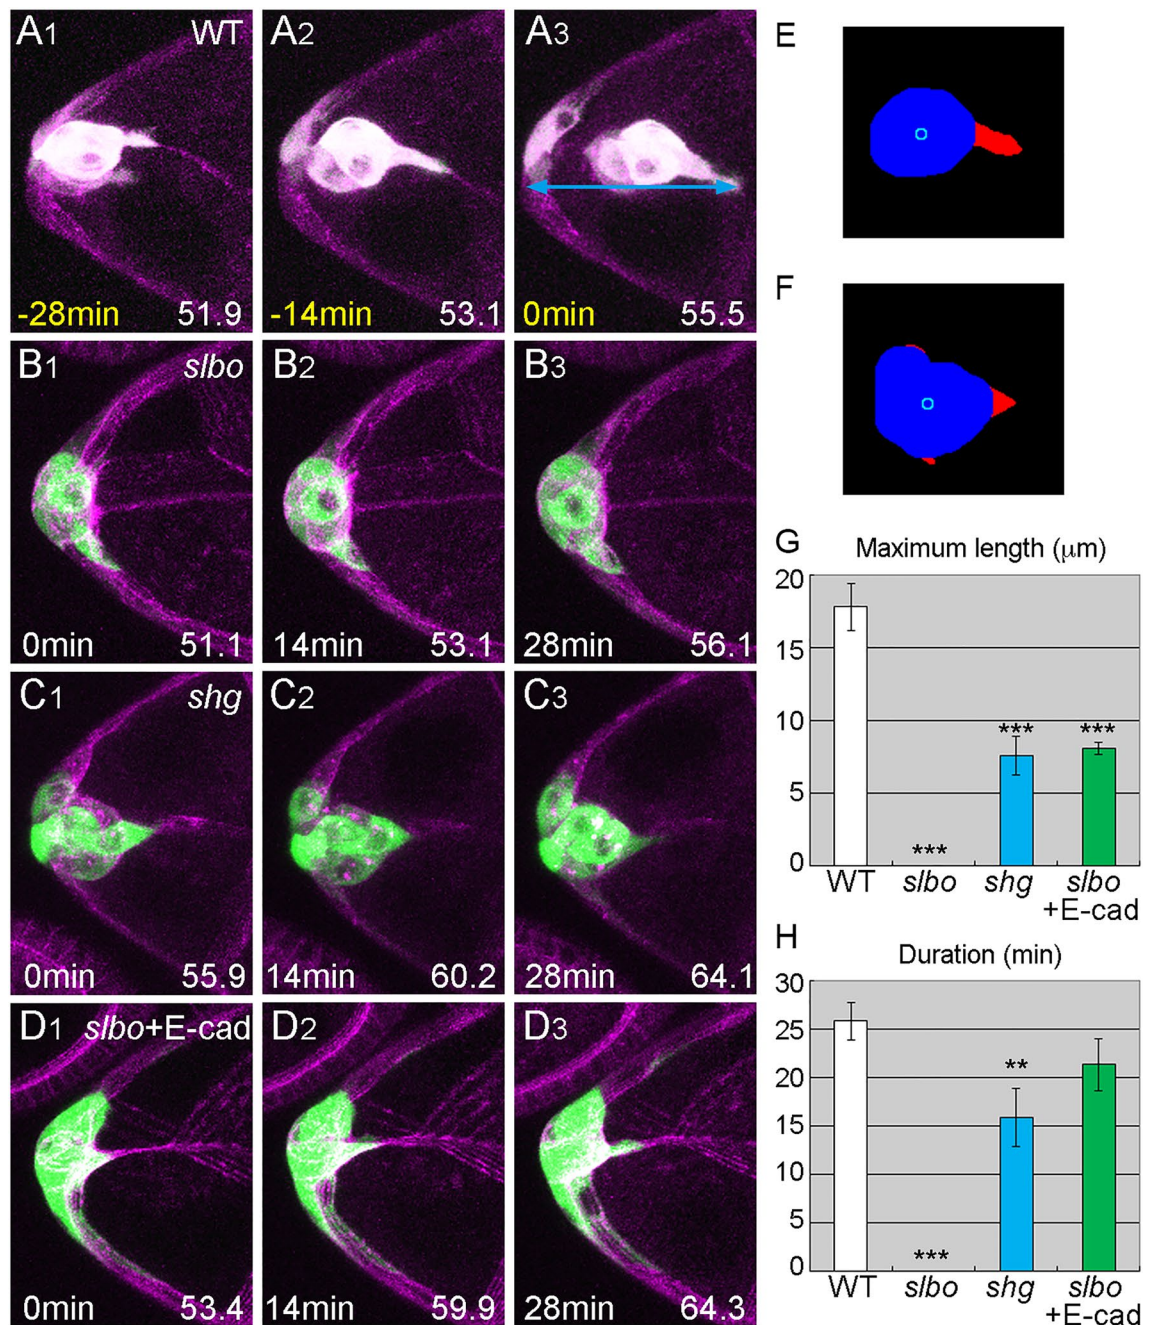 A1 WT
-28min 51.9
A2
-14min 53.1
A3
0min 55.5
B1 slbo
0min 51.1
B2
14min 53.1
B3
28min 56.1
C1 shg
0min 55.9
C2
14min 60.2
C3
28min 64.1
D1 slbo+E-cad
0min 53.4
D2
14min 59.9
D3
28min 64.3
E
F
G
Maximum length (μm)
20
15
10
5
0
***
***
***
WT slbo shg slbo
+E-cad
H
Duration (min)
30
25
20
15
10
5
0
***
**
WT slbo shg slbo
+E-cad